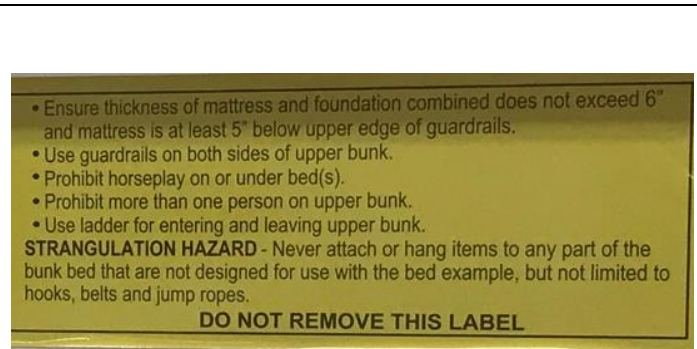 • Ensure thickness of mattress and foundation combined does not exceed 6"
and mattress is at least 5" below upper edge of guardrails.
• Use guardrails on both sides of upper bunk.
• Prohibit horseplay on or under bed(s).
• Prohibit more than one person on upper bunk.
• Use ladder for entering and leaving upper bunk.
STRANGULATION HAZARD - Never attach or hang items to any part of the
bunk bed that are not designed for use with the bed example, but not limited to
hooks, belts and jump ropes.
DO NOT REMOVE THIS LABEL